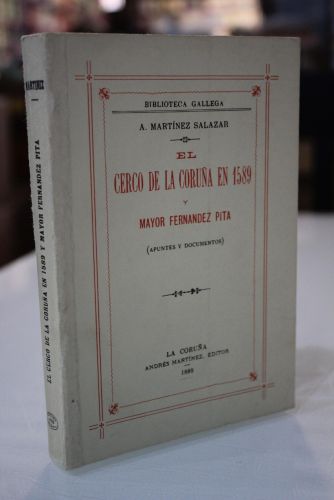 BIBLIOTECA GALLEGA
A. MARTÍNEZ SALAZAR
EL
CERCO DE LA CORUÑA EN 1589
Y
MAYOR FERNANDEZ PITA
(APUNTES Y DOCUMENTOS)
LA CORUÑA
ANDRÉS MARTÍNEZ, EDITOR
MARTÍNEZ
EL CERCO DE LA CORUÑA EN 1589 Y MAYOR FERNANDEZ PITA